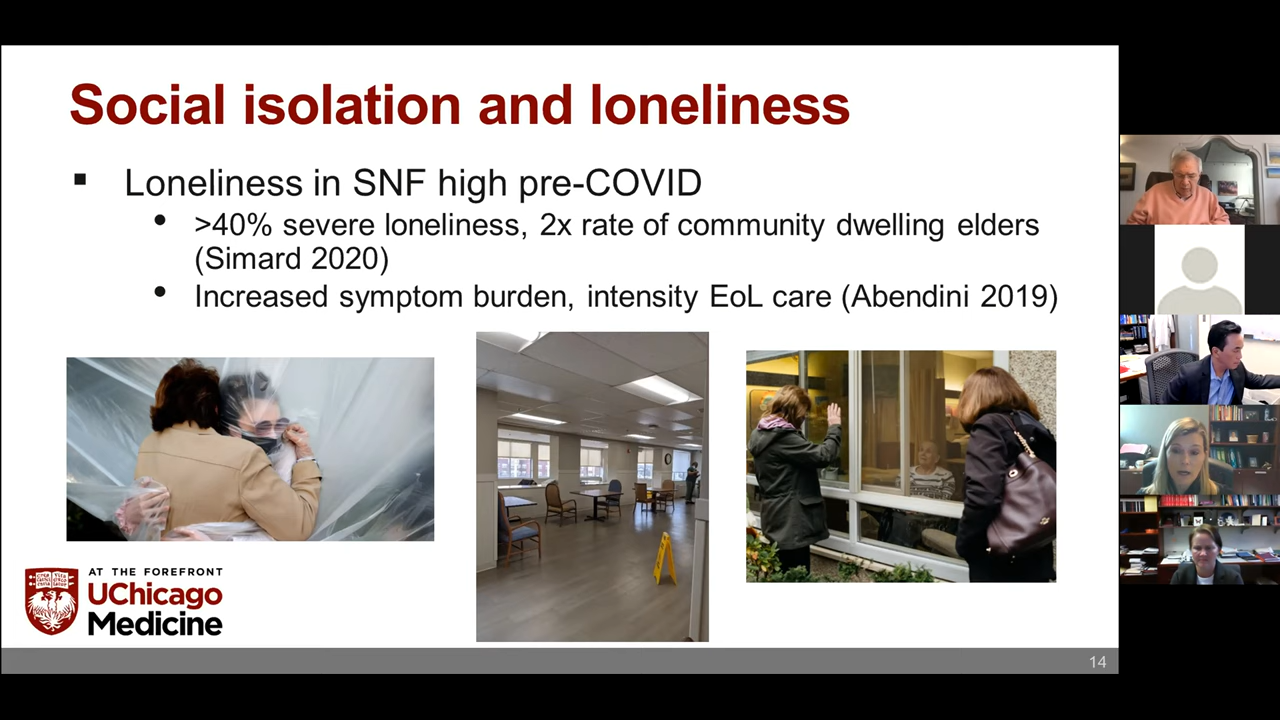 Social isolation and loneliness
▪ Loneliness in SNF high pre-COVID
• >40% severe loneliness, 2x rate of community dwelling elders
(Simard 2020)
• Increased symptom burden, intensity EoL care (Abendini 2019)
AT THE FOREFRONT
UChicago
Medicine
14